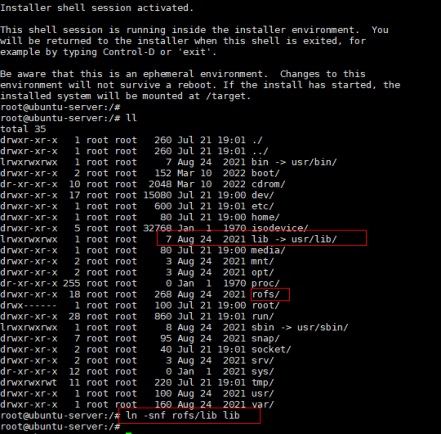 Installer shell session activated.
This shell session is running inside the installer environment.  You
will be returned to the installer when this shell is exited, for
example by typing Control-D or 'exit'.
Be aware that this is an ephemeral environment.  Changes to this
environment will not survive a reboot. If the install has started, the
installed system will be mounted at /target.
root@ubuntu-server:/#
root@ubuntu-server:/# ll
total 35
drwxr-xr-x   1 root root   260 Jul 21 19:01 ./
drwxr-xr-x   1 root root   260 Jul 21 19:01 ../
lrwxrwxrwx   1 root root     7 Aug 24  2021 bin -> usr/bin/
drwxr-xr-x   2 root root   152 Mar 10  2022 boot/
dr-xr-xr-x  10 root root  2048 Mar 10  2022 cdrom/
drwxr-xr-x  17 root root 15080 Jul 21 19:00 dev/
drwxr-xr-x   1 root root   600 Jul 21 19:01 etc/
drwxr-xr-x   1 root root    80 Jul 21 19:00 home/
drwxr-xr-x   5 root root 32768 Jan  1  1970 isodevice/
lrwxrwxrwx   1 root root     7 Aug 24  2021 lib -> usr/lib/
drwxr-xr-x   1 root root    80 Jul 21 19:00 media/
drwxr-xr-x   2 root root     3 Aug 24  2021 mnt/
drwxr-xr-x   2 root root     3 Aug 24  2021 opt/
dr-xr-xr-x 255 root root     0 Jan  1  1970 proc/
drwxr-xr-x  18 root root   268 Aug 24  2021 rofs/
drwx------   1 root root   100 Jul 21 19:00 root/
drwxr-xr-x  28 root root   860 Jul 21 19:01 run/
lrwxrwxrwx   1 root root     8 Aug 24  2021 sbin -> usr/sbin/
drwxr-xr-x   7 root root    95 Aug 24  2021 snap/
drwxr-xr-x   2 root root    40 Jul 21 19:01 socket/
drwxr-xr-x   2 root root     3 Aug 24  2021 srv/
dr-xr-xr-x  12 root root     0 Jan  1  1970 sys/
drwxrwxrwt  11 root root   220 Jul 21 19:01 tmp/
drwxr-xr-x   1 root root   100 Aug 24  2021 usr/
drwxr-xr-x   1 root root   160 Aug 24  2021 var/
root@ubuntu-server:/# ln -snf rofs/lib lib
root@ubuntu-server:/#